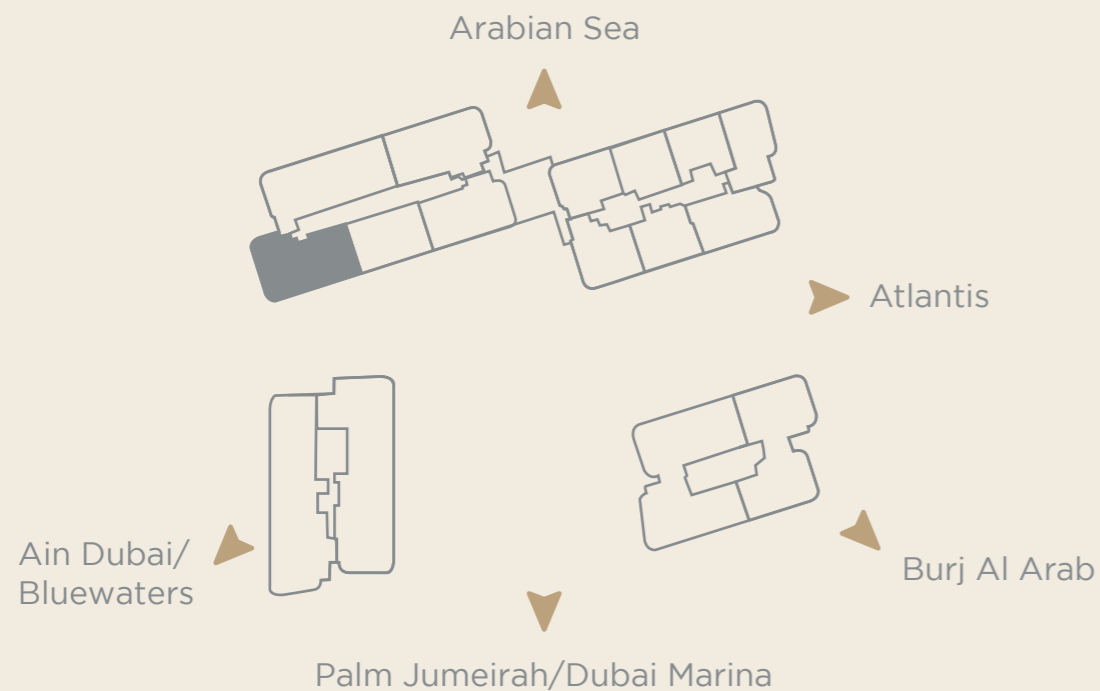 Arabian Sea
Atlantis
Ain Dubai/
Bluewaters
Burj Al Arab
Palm Jumeirah/Dubai Marina